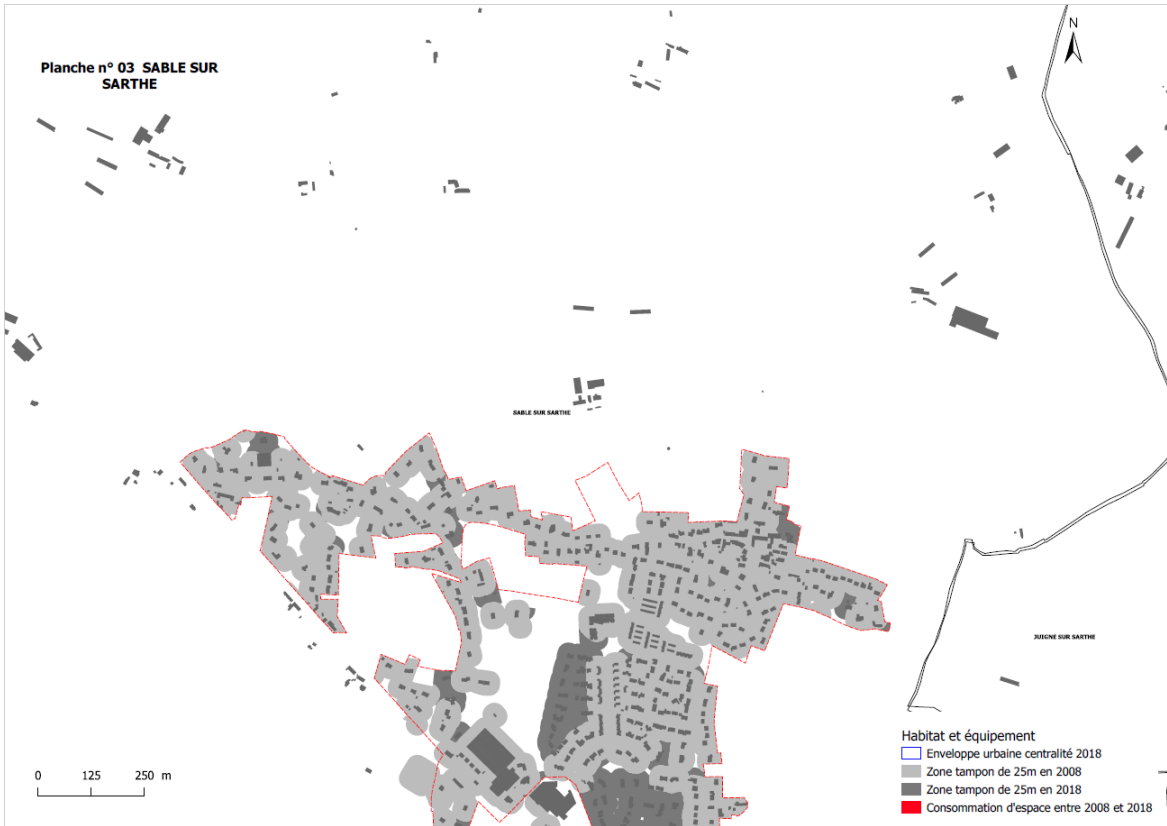 N
Planche n° 03 SABLE SUR
SARTHE
SABLE SUR SARTHE
JUIGNE SUR SARTHE
Habitat et équipement
Enveloppe urbaine centralité 2018
Zone tampon de 25m en 2008
Zone tampon de 25m en 2018
Consommation d'espace entre 2008 et 2018
0 125 250 m